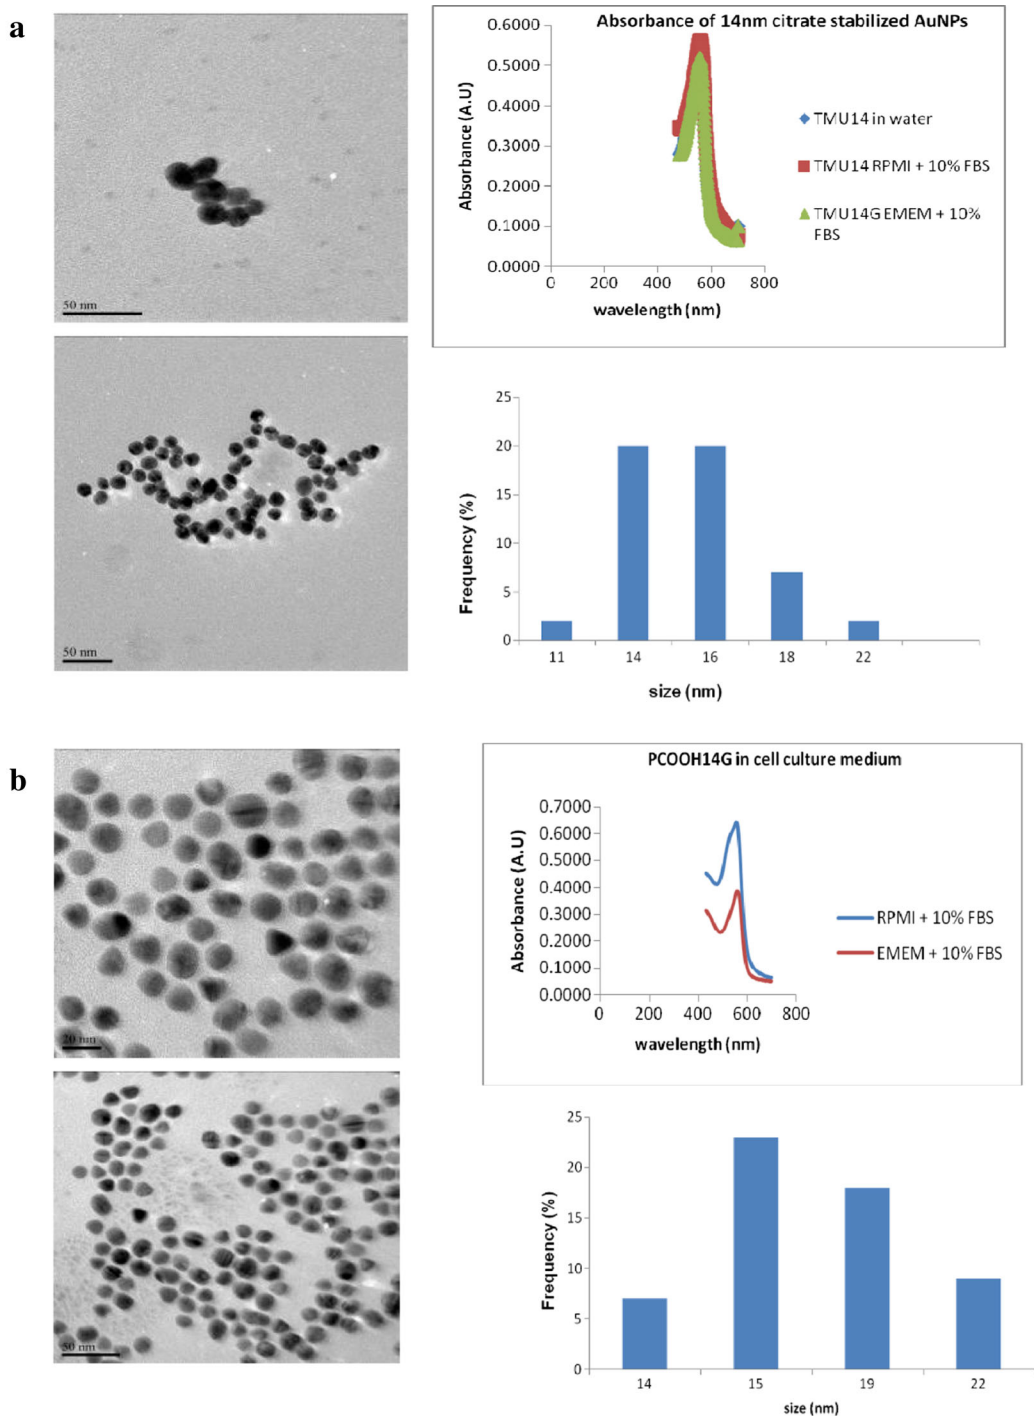 a
50 nm
50 nm
Absorbance of 14nm citrate stabilized AuNPs
Absorbance (A.U)
0.6000
0.5000
0.4000
0.3000
0.2000
0.1000
0.0000
0
200
400
600
800
wavelength (nm)
TMU14 in water
TMU14 RPMI + 10% FBS
TMU14G EMEM + 10%
FBS
Frequency (%)
25
20
15
10
5
0
11
14
16
18
22
size (nm)
b
20 nm
50 nm
PCOOH14G in cell culture medium
Absorbance (A.U)
0.7000
0.6000
0.5000
0.4000
0.3000
0.2000
0.1000
0.0000
0
200
400
600
800
wavelength (nm)
RPMI + 10% FBS
EMEM + 10% FBS
Frequency (%)
25
20
15
10
5
0
14
15
19
22
size (nm)